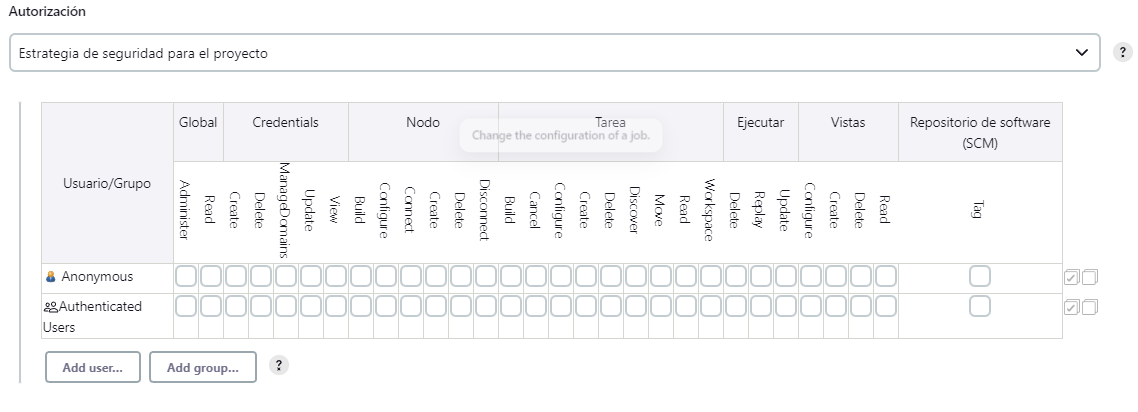 Autorización
Estrategia de seguridad para el proyecto
?
Usuario/Grupo
Global
Credentials
Nodo
Tarea
Ejecutar
Vistas
Repositorio de software
(SCM)
Change the configuration of a job.
Administer
Read
Create
Delete
ManageDomains
Update
View
Build
Configure
Connect
Create
Delete
Disconnect
Build
Cancel
Configure
Create
Delete
Discover
Move
Read
Workspace
Delete
Replay
Update
Configure
Create
Delete
Read
Tag
Anonymous
Authenticated
Users
Add user...
Add group...
?